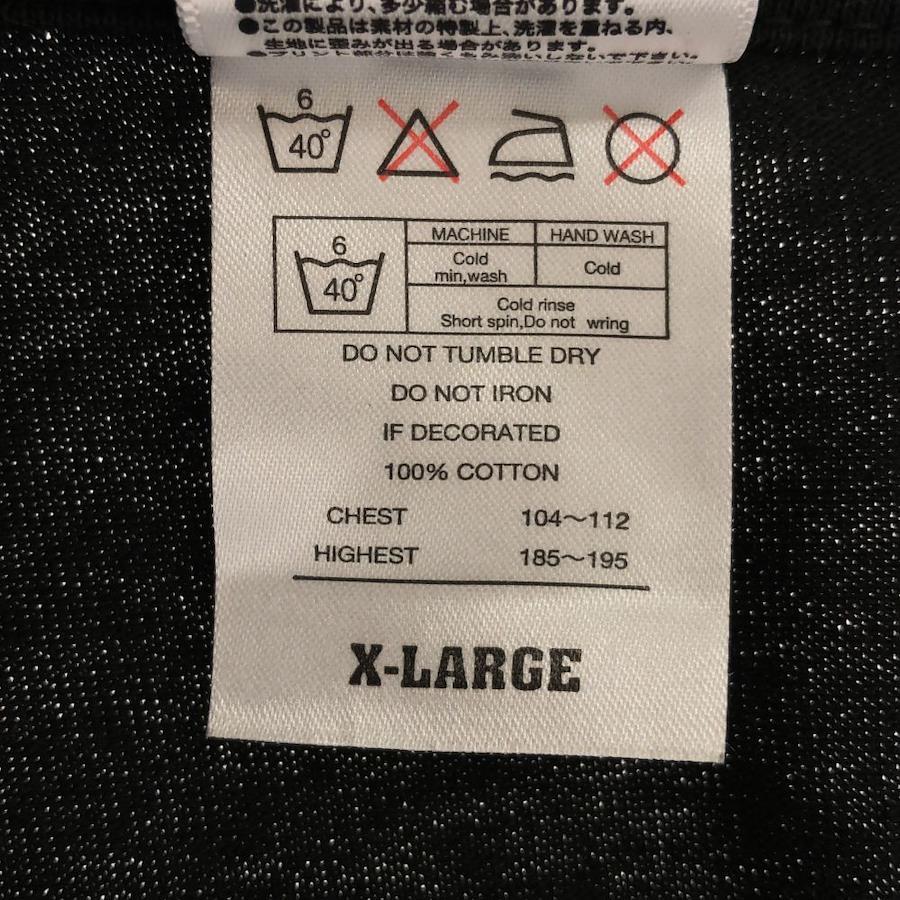 ●洗濯により、多少縮む場合があります。
●この製品は素材の特製上、洗濯を重ねる内、
生地に歪みが出る場合があります。
6
40°
6
40°
MACHINE HAND WASH
Cold
min,wash
Cold
Cold rinse
Short spin,Do not wring
DO NOT TUMBLE DRY
DO NOT IRON
IF DECORATED
100% COTTON
CHEST 104〜112
HIGHEST 185〜195
X-LARGE